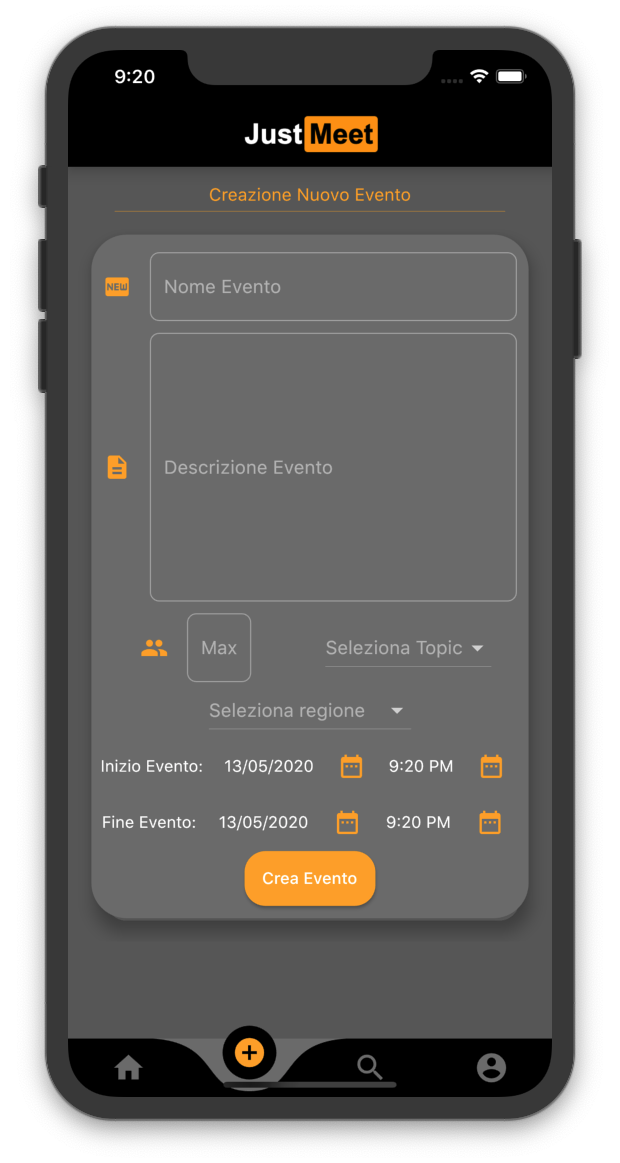 9:20
Just Meet
Creazione Nuovo Evento
NEW
Nome Evento
Descrizione Evento
Max
Seleziona Topic
Seleziona regione
Inizio Evento: 13/05/2020 9:20 PM
Fine Evento: 13/05/2020 9:20 PM
Crea Evento